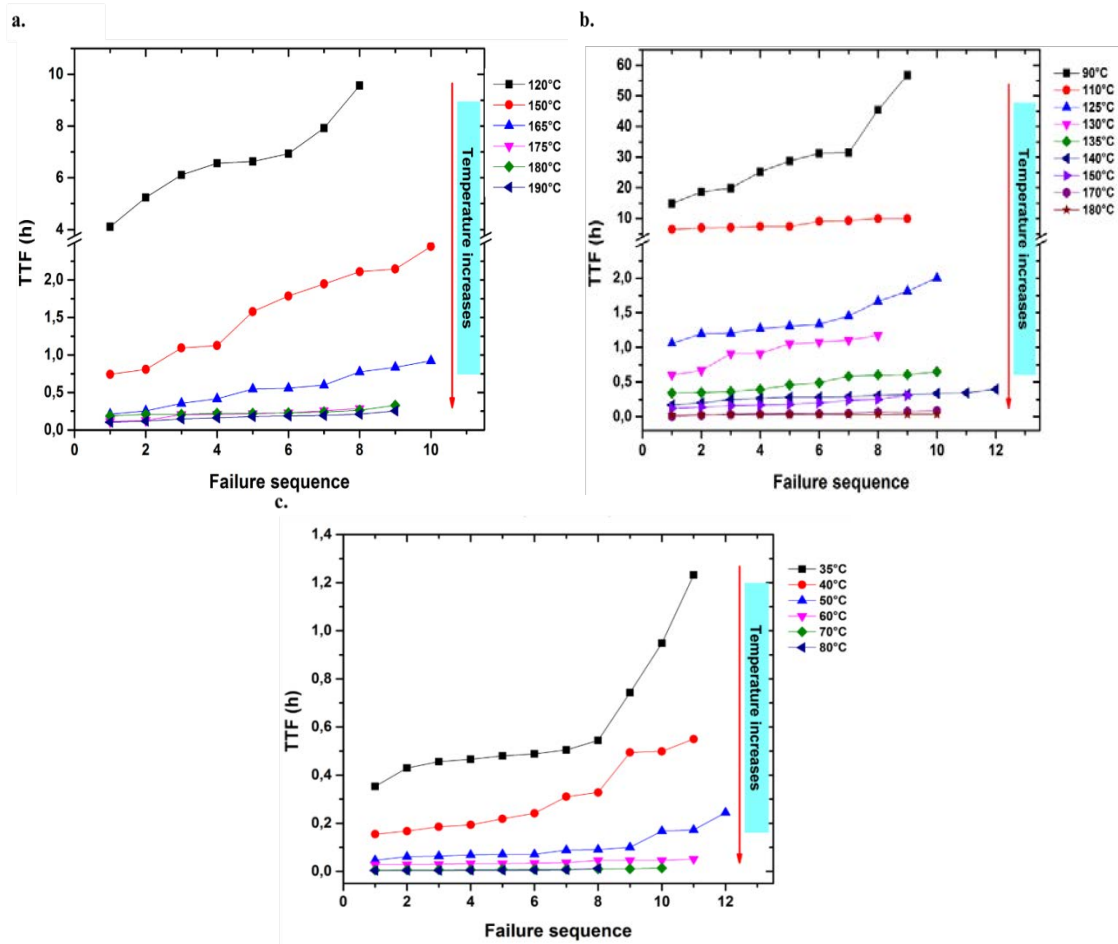 a.
10
8
6
4
2,0
1,5
1,0
0,5
0,0
TTF (h)
0
2
4
6
8
10
Failure sequence
120°C
150°C
165°C
175°C
180°C
190°C
Temperature increases
b.
60
50
40
30
20
10
2,0
1,5
1,0
0,5
0,0
TTF (h)
0
2
4
6
8
10
12
Failure sequence
90°C
110°C
125°C
130°C
135°C
140°C
150°C
170°C
180°C
Temperature increases
c.
1,4
1,2
1,0
0,8
0,6
0,4
0,2
0,0
TTF (h)
0
2
4
6
8
10
12
Failure sequence
35°C
40°C
50°C
60°C
70°C
80°C
Temperature increases